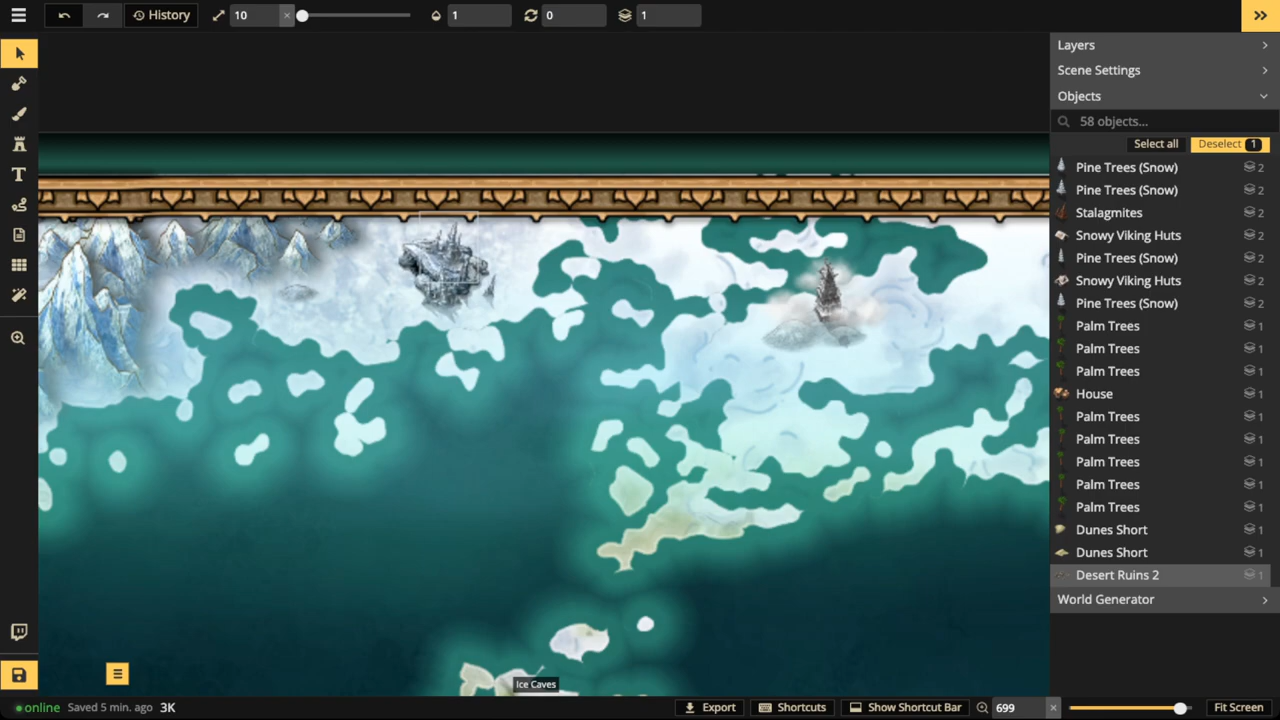 History 10 × 1 0 1
Layers
Scene Settings
Objects
58 objects...
Select all Deselect 1
Pine Trees (Snow) 2
Pine Trees (Snow) 2
Stalagmites 2
Snowy Viking Huts 2
Pine Trees (Snow) 2
Snowy Viking Huts 2
Pine Trees (Snow) 2
Palm Trees 1
Palm Trees 1
Palm Trees 1
House 1
Palm Trees 1
Palm Trees 1
Palm Trees 1
Palm Trees 1
Palm Trees 1
Dunes Short 1
Dunes Short 1
Desert Ruins 2 1
World Generator
Ice Caves
online Saved 5 min. ago 3K Export Shortcuts Show Shortcut Bar 699 × Fit Screen